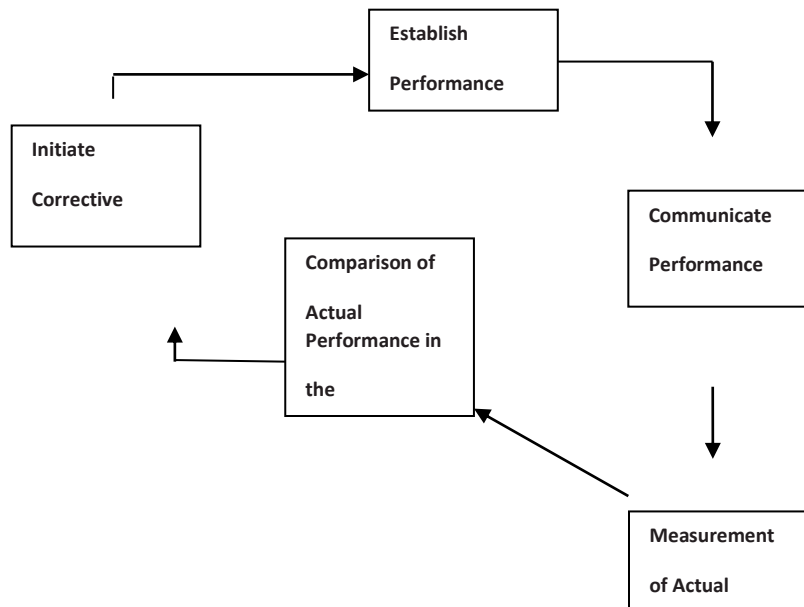 Establish
Performance
Initiate
Corrective
Communicate
Performance
Comparison of
Actual
Performance in
the
Measurement
of Actual